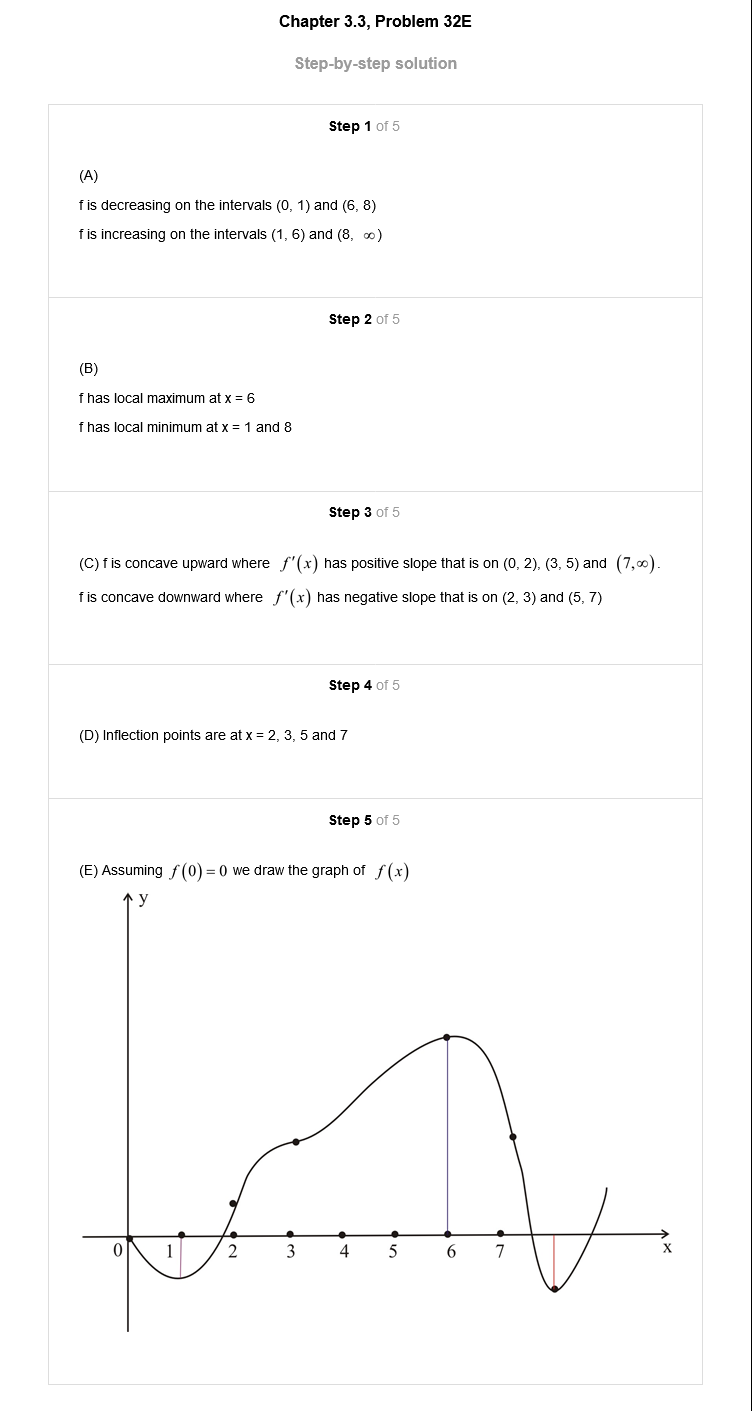 Chapter 3.3, Problem 32E
Step-by-step solution
Step 1 of 5
(A)
f is decreasing on the intervals (0, 1) and (6, 8)
f is increasing on the intervals (1, 6) and (8, ∞)
Step 2 of 5
(B)
f has local maximum at x = 6
f has local minimum at x = 1 and 8
Step 3 of 5
(C) f is concave upward where f′(x) has positive slope that is on (0, 2), (3, 5) and (7,∞).
f is concave downward where f′(x) has negative slope that is on (2, 3) and (5, 7)
Step 4 of 5
(D) Inflection points are at x = 2, 3, 5 and 7
Step 5 of 5
(E) Assuming f(0)=0 we draw the graph of f(x)
y
0 1 2 3 4 5 6 7 x